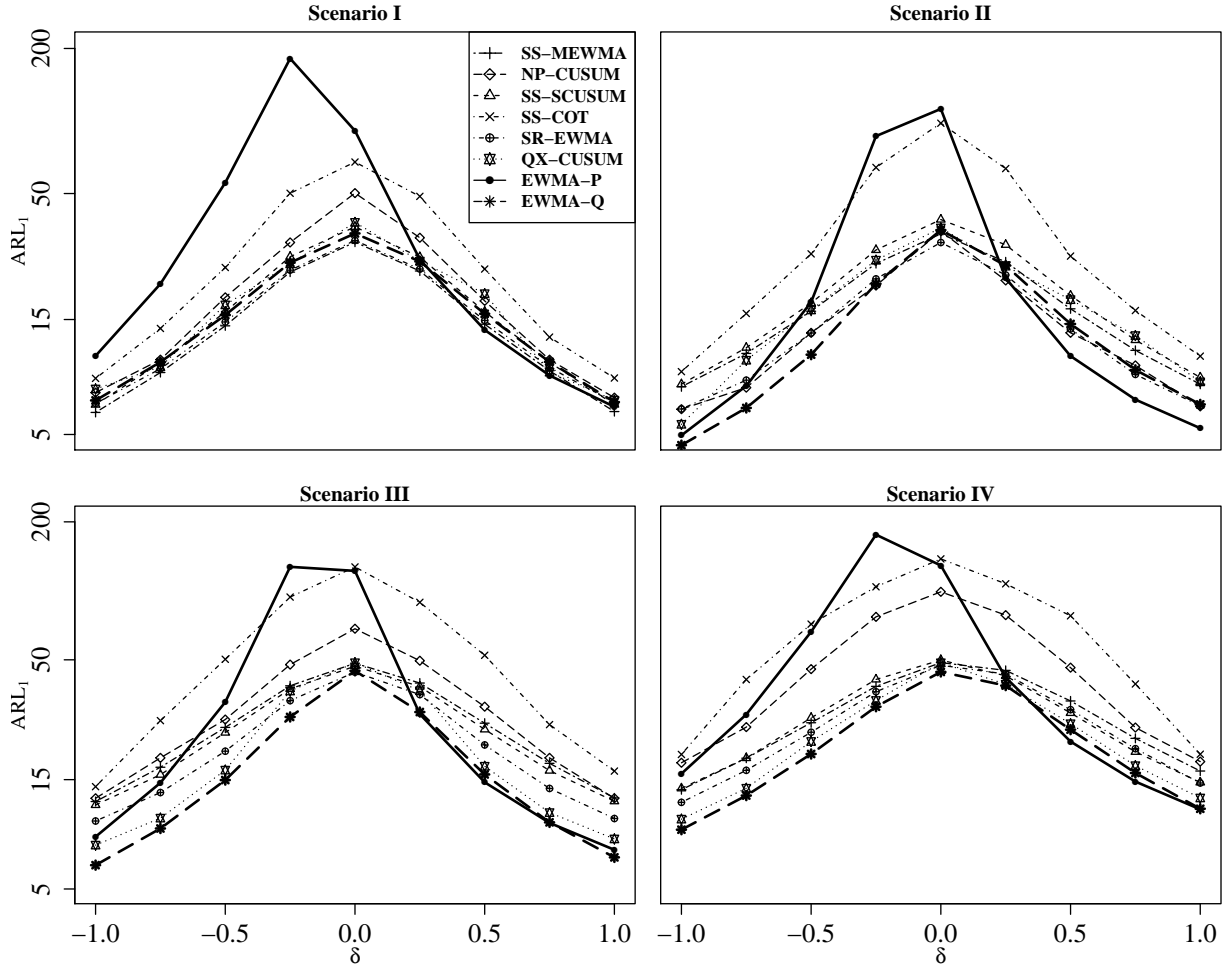 Scenario I
Scenario II
200
50
15
5
ARL1
SS−MEWMA
NP−CUSUM
SS−SCUSUM
SS−COT
SR−EWMA
QX−CUSUM
EWMA−P
EWMA−Q
Scenario III
Scenario IV
200
50
15
5
ARL1
−1.0 −0.5 0.0 0.5 1.0
δ
−1.0 −0.5 0.0 0.5 1.0
δ